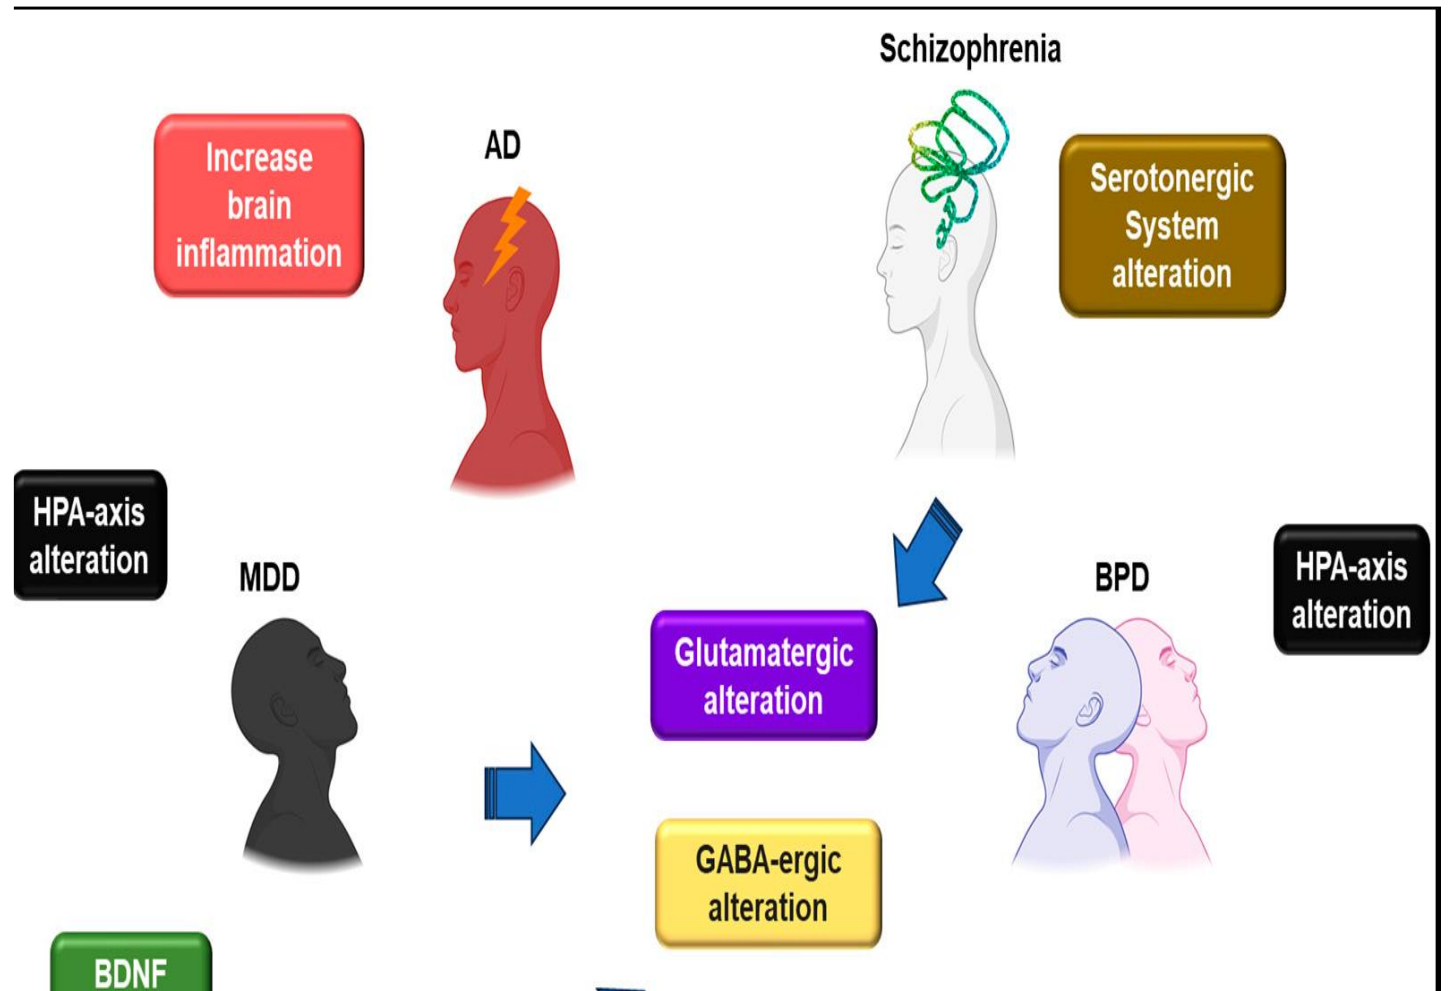 Schizophrenia
AD
Increase
brain
inflammation
Serotonergic
System
alteration
HPA-axis
alteration
MDD
BPD
HPA-axis
alteration
Glutamatergic
alteration
GABA-ergic
alteration
BDNF